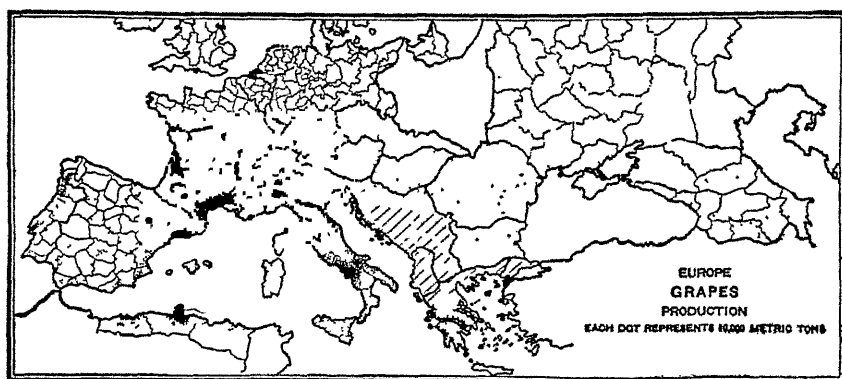 EUROPE
GRAPES
PRODUCTION
EACH DOT REPRESENTS 10,000 METRIC TONS